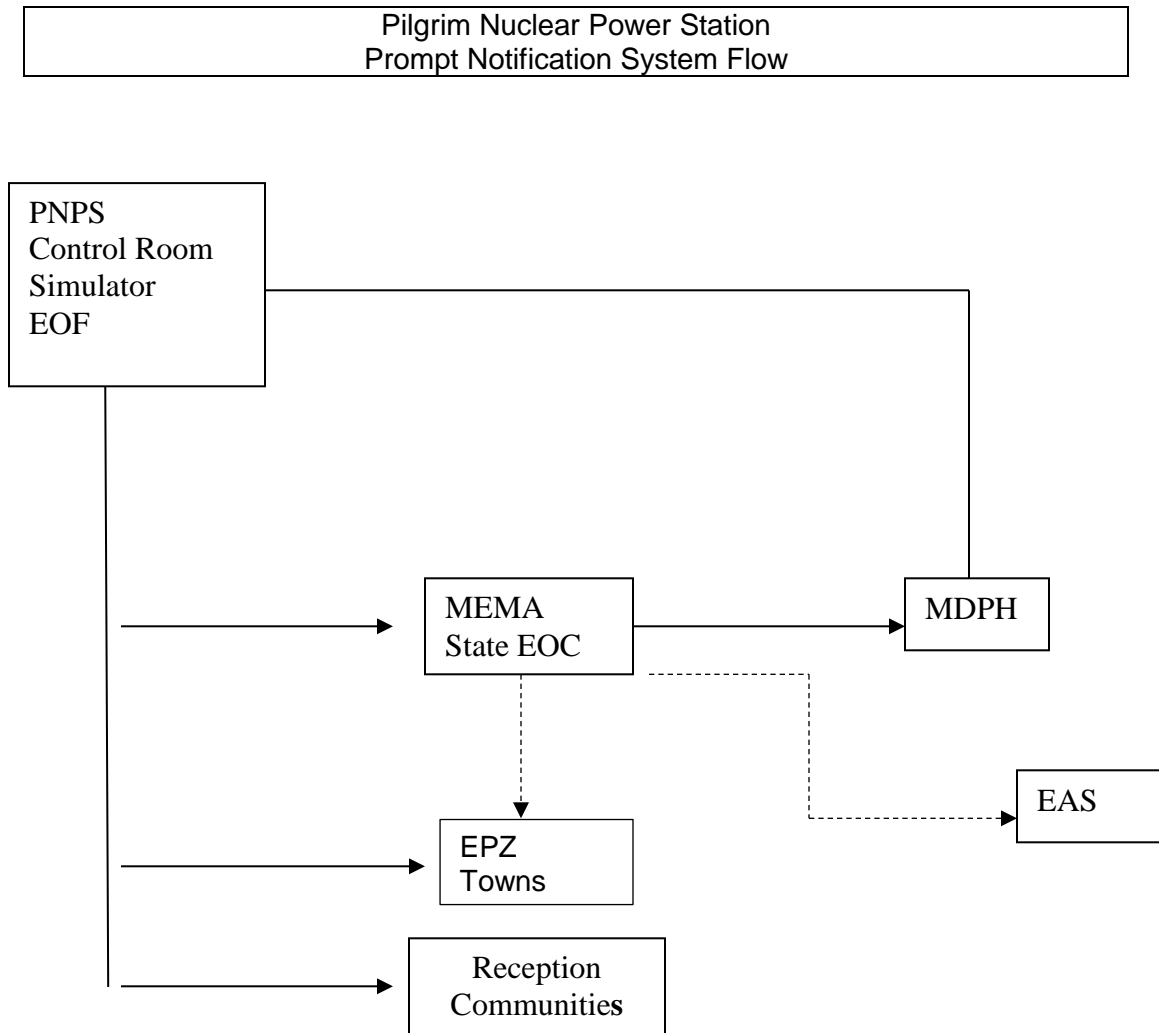 Pilgrim Nuclear Power Station
Prompt Notification System Flow
PNPS
Control Room
Simulator
EOF
MEMA
State EOC
MDPH
EAS
EPZ
Towns
Reception
Communities